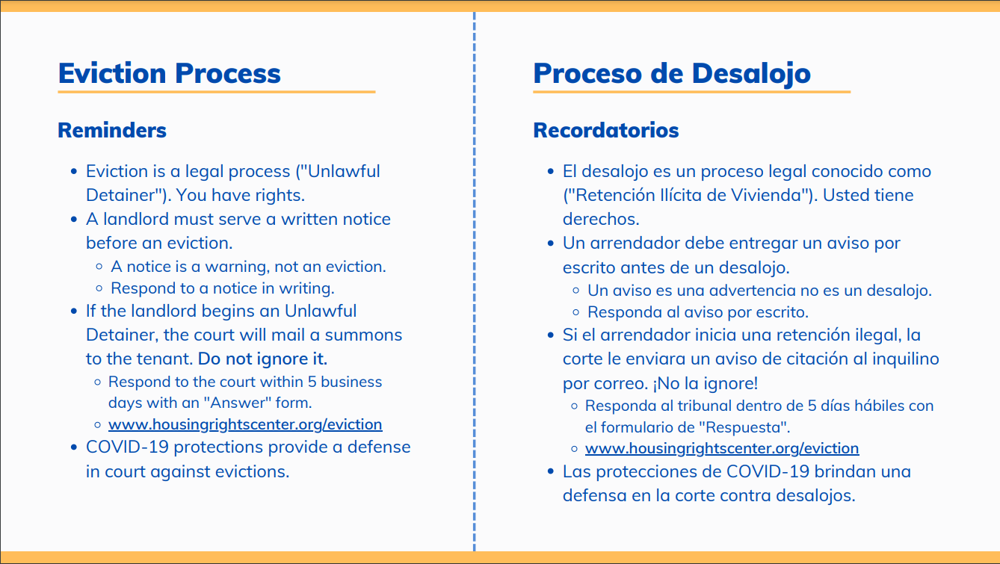 Eviction Process
Reminders
• Eviction is a legal process ("Unlawful
Detainer"). You have rights.
• A landlord must serve a written notice
before an eviction.
◦ A notice is a warning, not an eviction.
◦ Respond to a notice in writing.
• If the landlord begins an Unlawful
Detainer, the court will mail a summons
to the tenant. Do not ignore it.
◦ Respond to the court within 5 business
days with an "Answer" form.
◦ www.housingrightscenter.org/eviction
• COVID-19 protections provide a defense
in court against evictions.
Proceso de Desalojo
Recordatorios
• El desalojo es un proceso legal conocido como
("Retención Ilícita de Vivienda"). Usted tiene
derechos.
• Un arrendador debe entregar un aviso por
escrito antes de un desalojo.
◦ Un aviso es una advertencia no es un desalojo.
◦ Responda al aviso por escrito.
• Si el arrendador inicia una retención ilegal, la
corte le enviara un aviso de citación al inquilino
por correo. ¡No la ignore!
◦ Responda al tribunal dentro de 5 días hábiles con
el formulario de "Respuesta".
◦ www.housingrightscenter.org/eviction
• Las protecciones de COVID-19 brindan una
defensa en la corte contra desalojos.